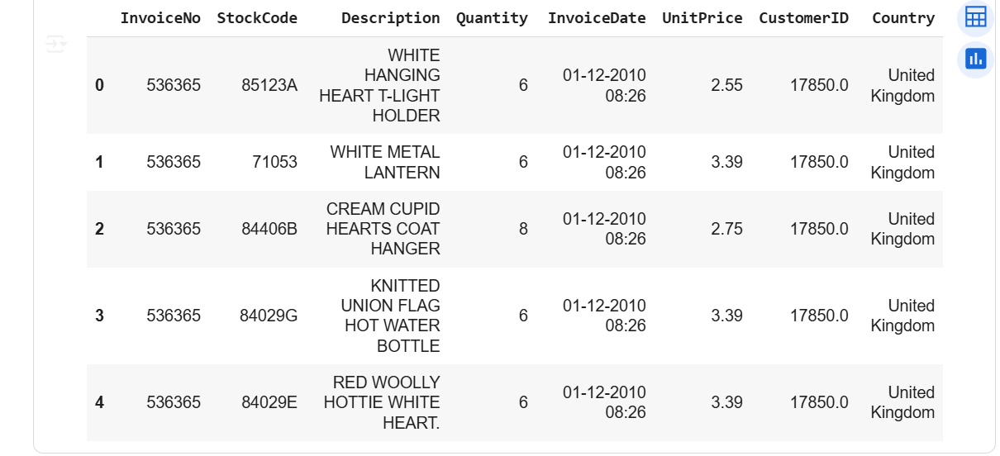 InvoiceNo StockCode Description Quantity InvoiceDate UnitPrice CustomerID Country
0 536365 85123A WHITE HANGING HEART T-LIGHT HOLDER 6 01-12-2010 08:26 2.55 17850.0 United Kingdom
1 536365 71053 WHITE METAL LANTERN 6 01-12-2010 08:26 3.39 17850.0 United Kingdom
2 536365 84406B CREAM CUPID HEARTS COAT HANGER 8 01-12-2010 08:26 2.75 17850.0 United Kingdom
3 536365 84029G KNITTED UNION FLAG HOT WATER BOTTLE 6 01-12-2010 08:26 3.39 17850.0 United Kingdom
4 536365 84029E RED WOOLLY HOTTIE WHITE HEART. 6 01-12-2010 08:26 3.39 17850.0 United Kingdom